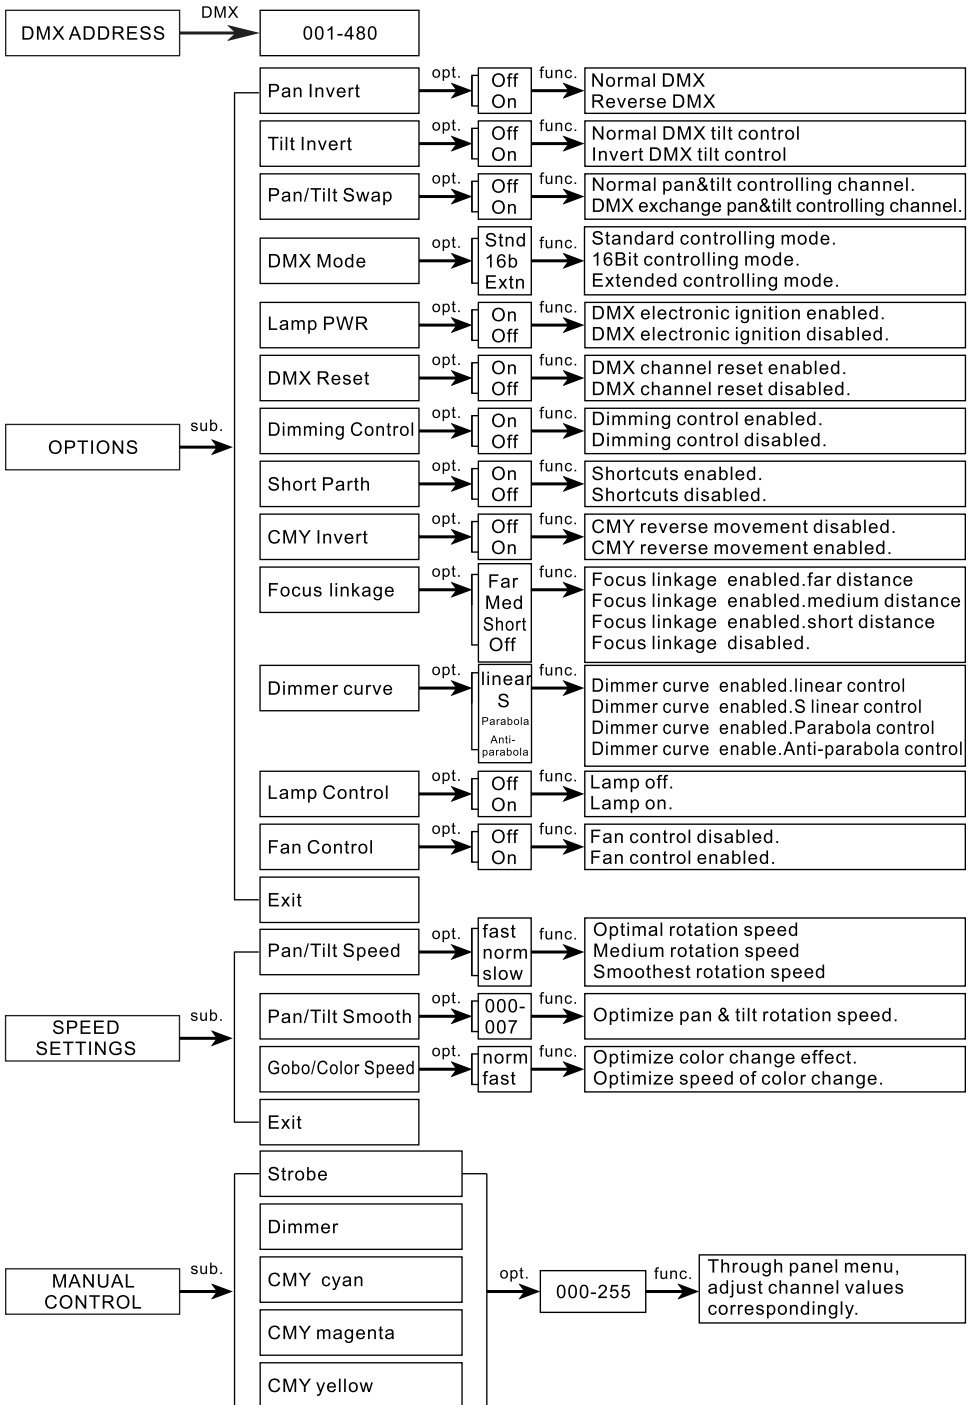 DMX
DMX ADDRESS
001-480
Pan Invert
opt.
Off
On
func.
Normal DMX
Reverse DMX
Tilt Invert
opt.
Off
On
func.
Normal DMX tilt control
Invert DMX tilt control
Pan/Tilt Swap
opt.
Off
On
func.
Normal pan&tilt controlling channel.
DMX exchange pan&tilt controlling channel.
DMX Mode
opt.
Stnd
16b
Extn
func.
Standard controlling mode.
16Bit controlling mode.
Extended controlling mode.
Lamp PWR
opt.
On
Off
func.
DMX electronic ignition enabled.
DMX electronic ignition disabled.
DMX Reset
opt.
On
Off
func.
DMX channel reset enabled.
DMX channel reset disabled.
OPTIONS
sub.
Dimming Control
opt.
On
Off
func.
Dimming control enabled.
Dimming control disabled.
Short Parth
opt.
On
Off
func.
Shortcuts enabled.
Shortcuts disabled.
CMY Invert
opt.
Off
On
func.
CMY reverse movement disabled.
CMY reverse movement enabled.
Focus linkage
opt.
Far
Med
Short
Off
func.
Focus linkage enabled.far distance
Focus linkage enabled.medium distance
Focus linkage enabled.short distance
Focus linkage disabled.
Dimmer curve
opt.
linear
S
Parabola
Anti-
parabola
func.
Dimmer curve enabled.linear control
Dimmer curve enabled.S linear control
Dimmer curve enabled.Parabola control
Dimmer curve enable.Anti-parabola control
Lamp Control
opt.
Off
On
func.
Lamp off.
Lamp on.
Fan Control
opt.
Off
On
func.
Fan control disabled.
Fan control enabled.
Exit
Pan/Tilt Speed
opt.
fast
norm
slow
func.
Optimal rotation speed
Medium rotation speed
Smoothest rotation speed
SPEED
SETTINGS
sub.
Pan/Tilt Smooth
opt.
000-
007
func.
Optimize pan & tilt rotation speed.
Gobo/Color Speed
opt.
norm
fast
func.
Optimize color change effect.
Optimize speed of color change.
Exit
MANUAL
CONTROL
sub.
Strobe
Dimmer
CMY cyan
CMY magenta
CMY yellow
opt.
000-255
func.
Through panel menu,
adjust channel values
correspondingly.